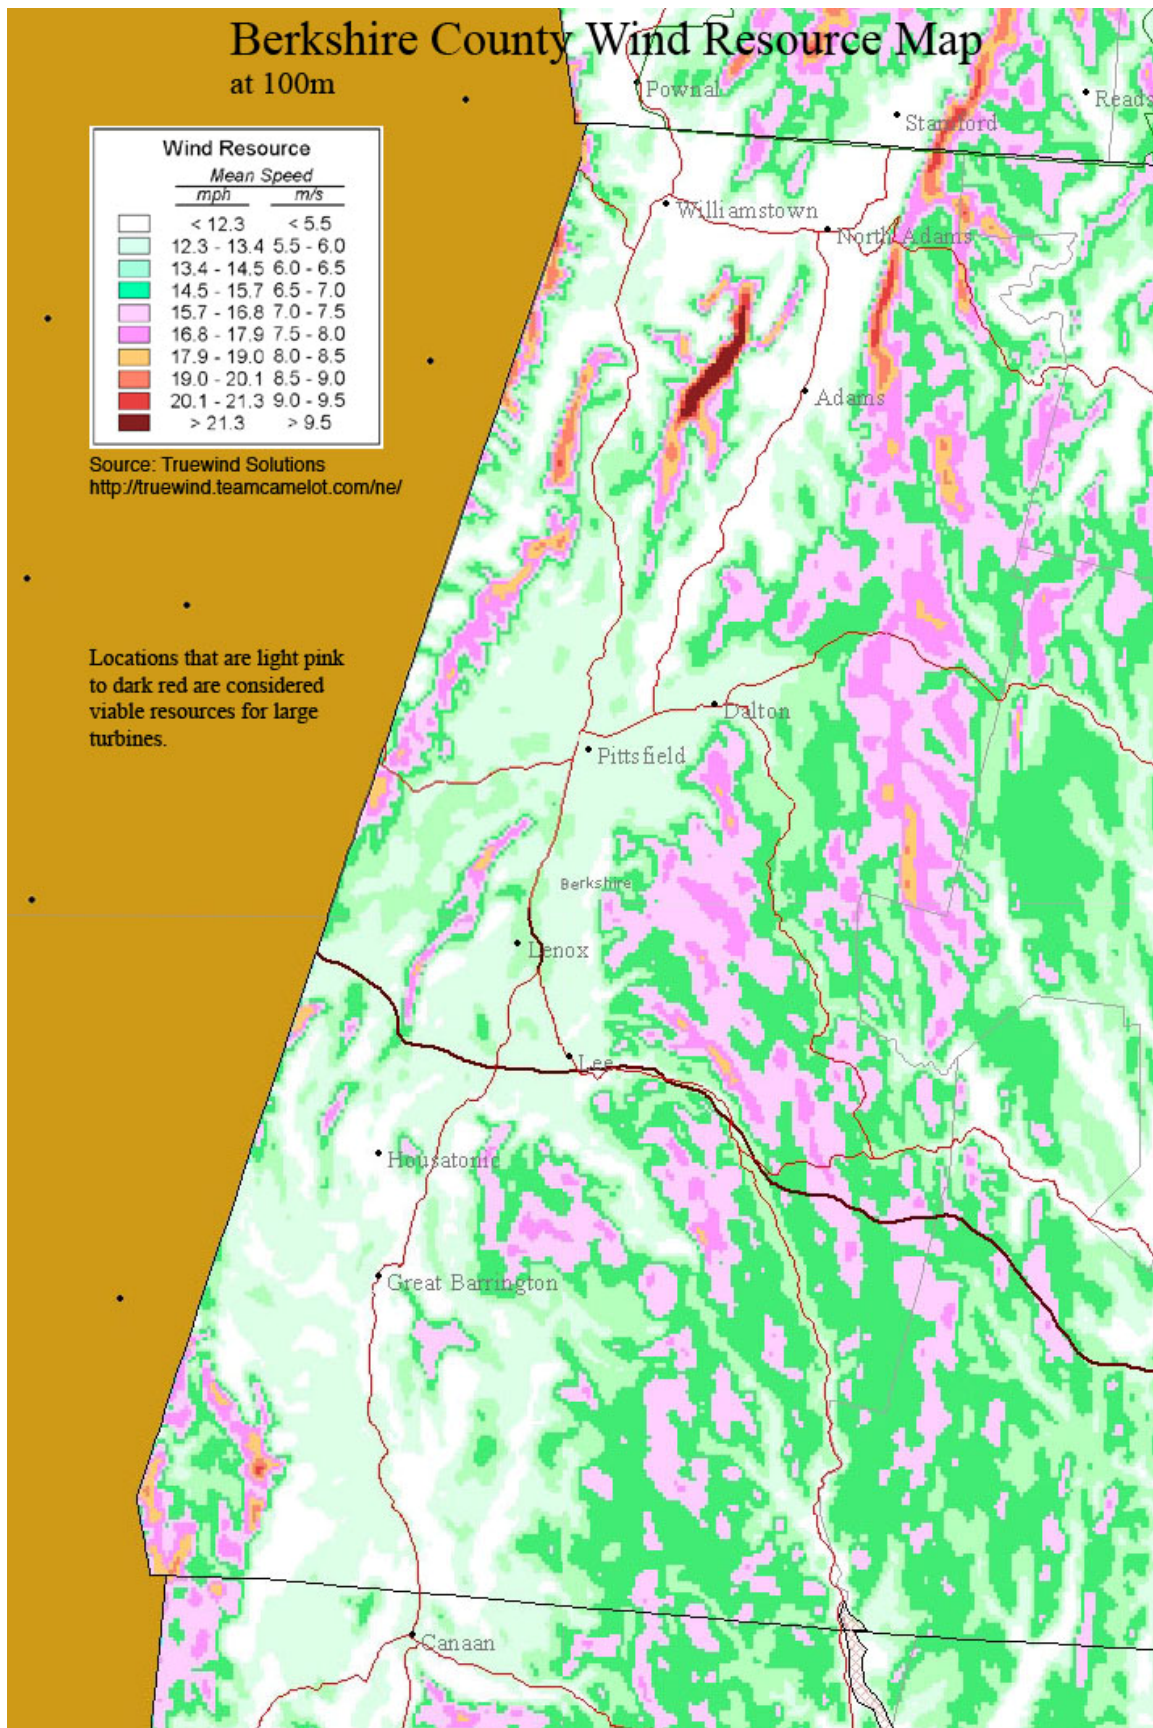 Berkshire County Wind Resource Map
at 100m
Pownal
Reads
Stamford
Wind Resource
Mean Speed
mph m/s
< 12.3 < 5.5
12.3 - 13.4 5.5 - 6.0
13.4 - 14.5 6.0 - 6.5
14.5 - 15.7 6.5 - 7.0
15.7 - 16.8 7.0 - 7.5
16.8 - 17.9 7.5 - 8.0
17.9 - 19.0 8.0 - 8.5
19.0 - 20.1 8.5 - 9.0
20.1 - 21.3 9.0 - 9.5
> 21.3 > 9.5
Williamstown
North Adams
Adams
Source: Truewind Solutions
http://truewind.teamcamelot.com/ne/
Locations that are light pink
to dark red are considered
viable resources for large
turbines.
Dalton
Pittsfield
Berkshire
Lenox
Lee
Housatonic
Great Barrington
Canaan